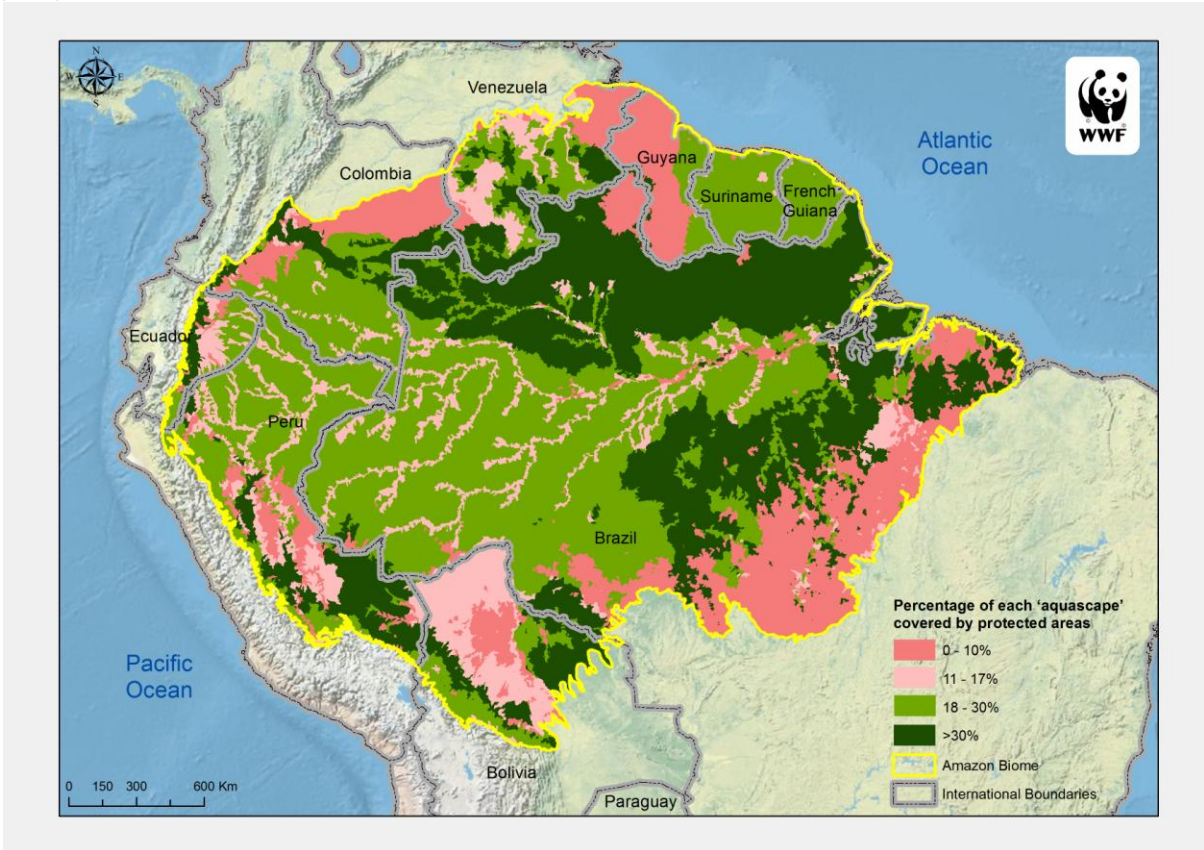 N
W E
S
WWF
Venezuela
Atlantic
Ocean
Guyana
Colombia
Suriname
French
Guiana
Ecuador
Peru
Brazil
Percentage of each 'aquascape'
covered by protected areas
0 - 10%
11 - 17%
18 - 30%
>30%
Amazon Biome
International Boundaries
Pacific
Ocean
Bolivia
Paraguay
0 150 300 600 Km